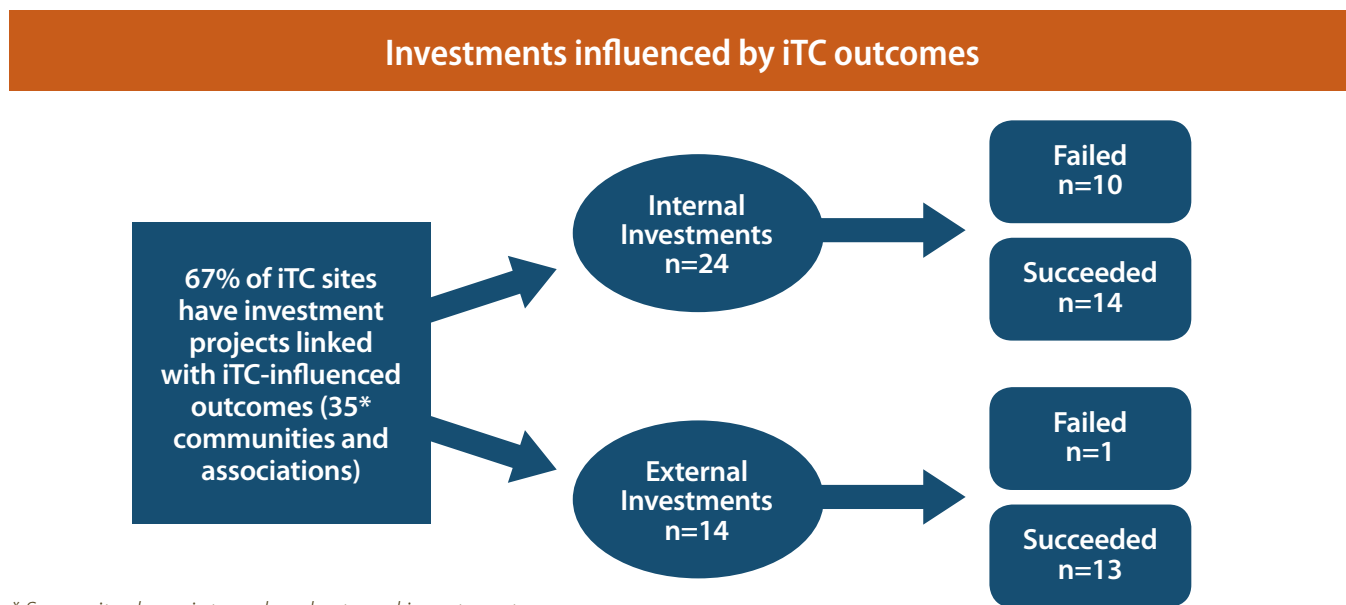 Investments influenced by iTC outcomes
67% of iTC sites
have investment
projects linked
with iTC-influenced
outcomes (35*
communities and
associations)
Internal
Investments
n=24
Failed
n=10
Succeeded
n=14
External
Investments
n=14
Failed
n=1
Succeeded
n=13